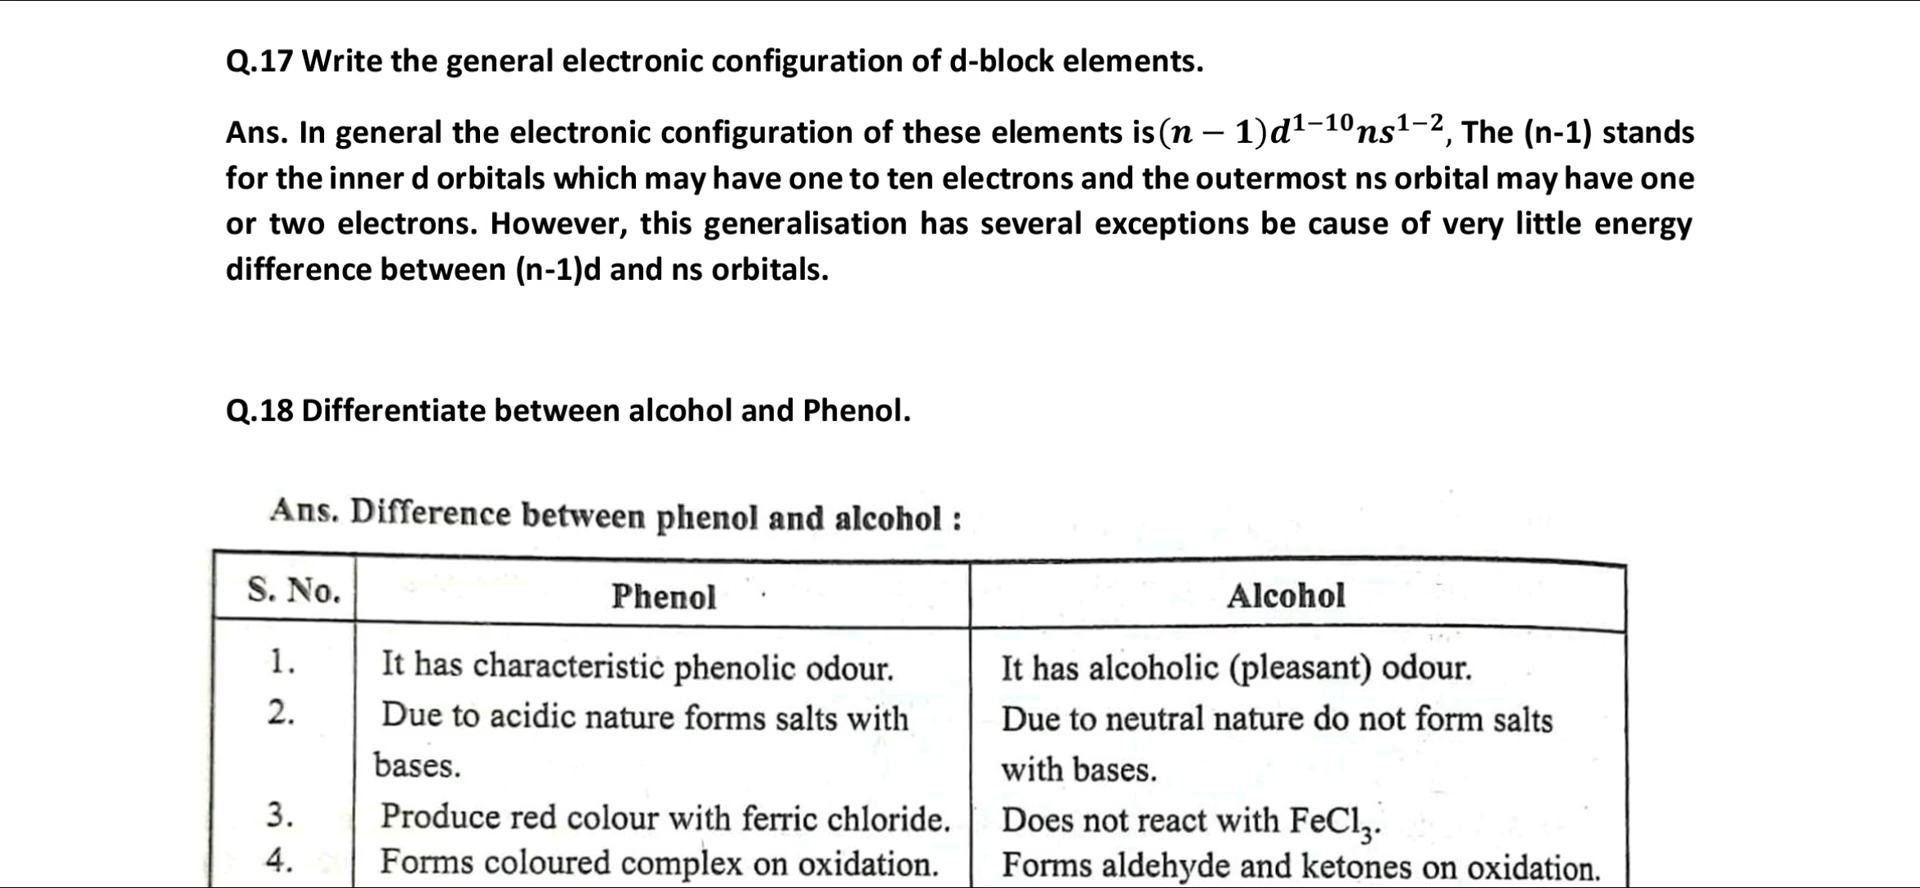 Q.17 Write the general electronic configuration of d-block elements.
Ans. In general the electronic configuration of these elements is (n − 1)d¹⁻¹⁰ns¹⁻², The (n-1) stands
for the inner d orbitals which may have one to ten electrons and the outermost ns orbital may have one
or two electrons. However, this generalisation has several exceptions be cause of very little energy
difference between (n-1)d and ns orbitals.
Q.18 Differentiate between alcohol and Phenol.
Ans. Difference between phenol and alcohol :
S. No. Phenol Alcohol
1. It has characteristic phenolic odour. It has alcoholic (pleasant) odour.
2. Due to acidic nature forms salts with Due to neutral nature do not form salts
bases. with bases.
3. Produce red colour with ferric chloride. Does not react with FeCl₃.
4. Forms coloured complex on oxidation. Forms aldehyde and ketones on oxidation.